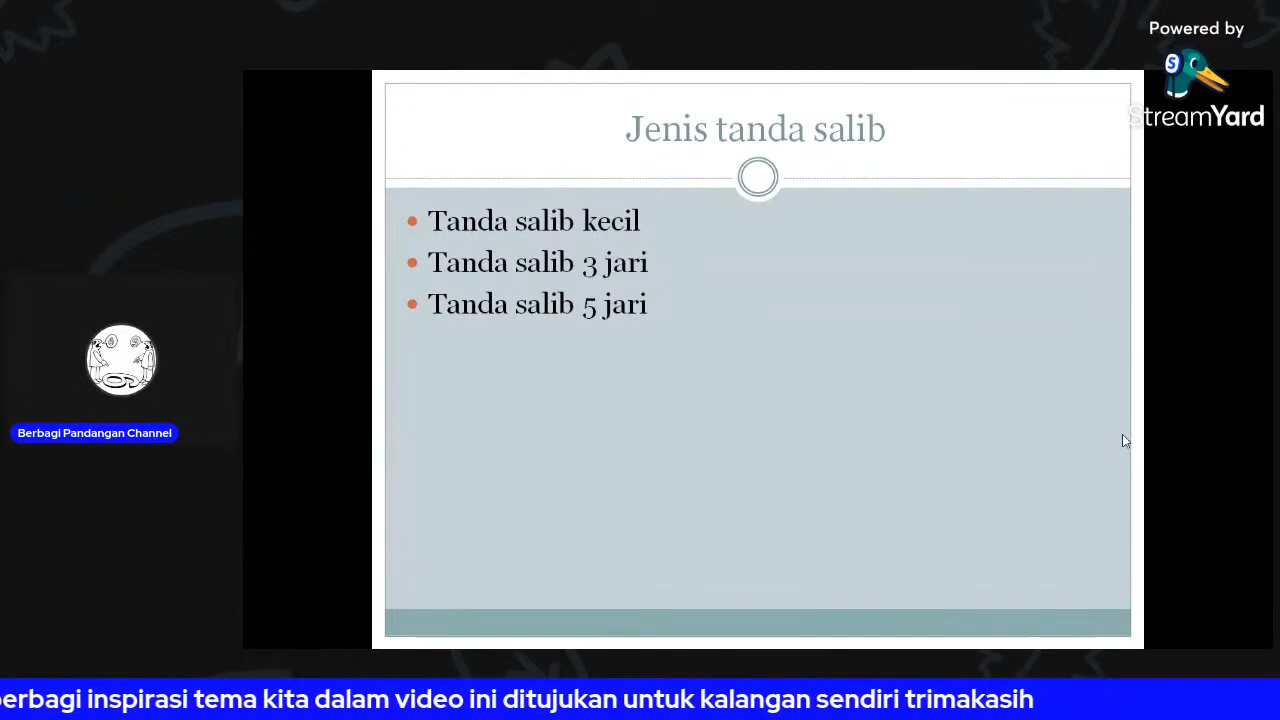 Powered by
StreamYard
Jenis tanda salib
Tanda salib kecil
Tanda salib 3 jari
Tanda salib 5 jari
Berbagi Pandangan Channel
berbagi inspirasi tema kita dalam video ini ditujukan untuk kalangan sendiri trimakasih